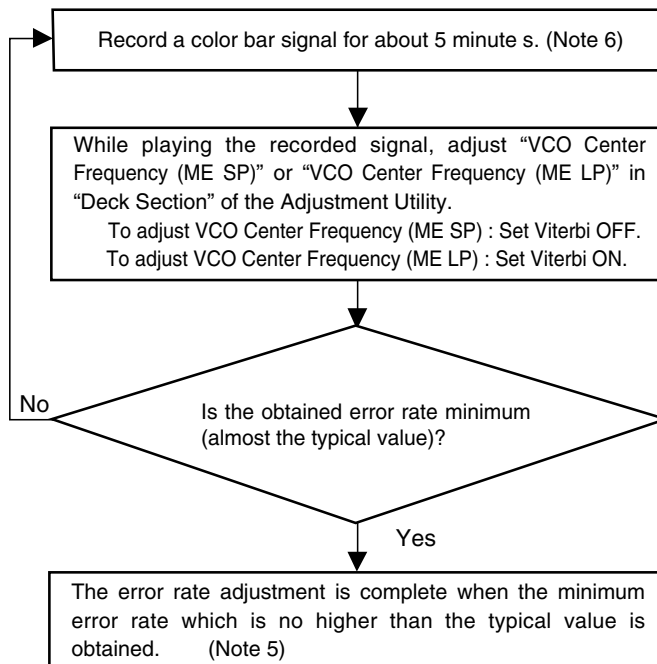 Record a color bar signal for about 5 minute s. (Note 6)
While playing the recorded signal, adjust “VCO Center
Frequency (ME SP)” or “VCO Center Frequency (ME LP)” in
“Deck Section” of the Adjustment Utility.
To adjust VCO Center Frequency (ME SP) : Set Viterbi OFF.
To adjust VCO Center Frequency (ME LP) : Set Viterbi ON.
No
Is the obtained error rate minimum
(almost the typical value)?
Yes
The error rate adjustment is complete when the minimum
error rate which is no higher than the typical value is
obtained. (Note 5)